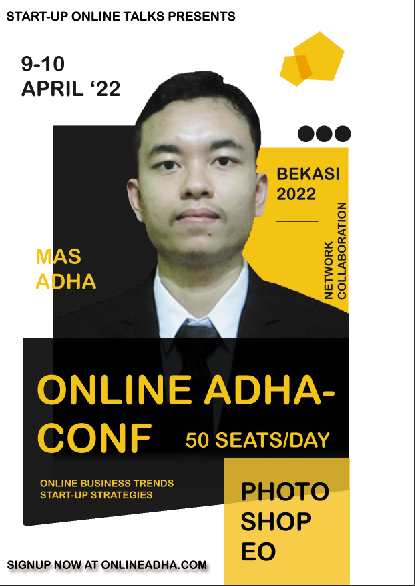 START-UP ONLINE TALKS PRESENTS
9-10
APRIL ‘22
BEKASI
2022
NETWORK
COLLABORATION
MAS
ADHA
ONLINE ADHA-
CONF
50 SEATS/DAY
ONLINE BUSINESS TRENDS
START-UP STRATEGIES
PHOTO
SHOP
EO
SIGNUP NOW AT ONLINEADHA.COM